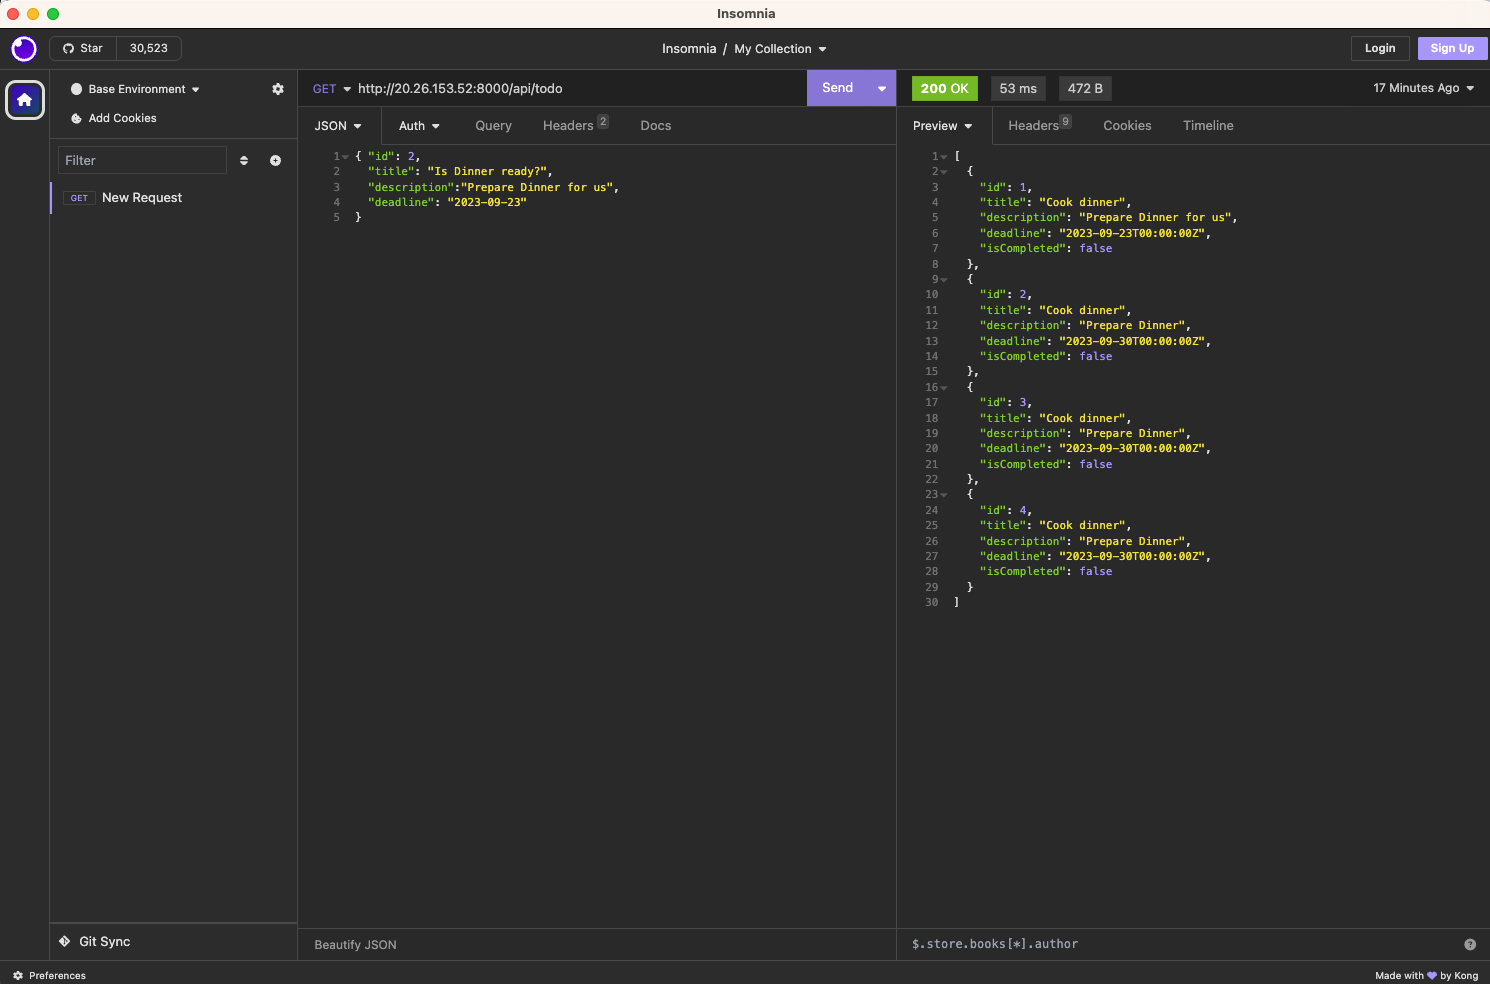 Insomnia
Star 30,523
Insomnia / My Collection
Login Sign Up
Base Environment
Add Cookies
Filter
GET New Request
Git Sync
Preferences
GET http://20.26.153.52:8000/api/todo Send
JSON Auth Query Headers 2 Docs
1 { "id": 2,
2 "title": "Is Dinner ready?",
3 "description":"Prepare Dinner for us",
4 "deadline": "2023-09-23"
5 }
Beautify JSON
200 OK 53 ms 472 B 17 Minutes Ago
Preview Headers 9 Cookies Timeline
1 [
2 {
3 "id": 1,
4 "title": "Cook dinner",
5 "description": "Prepare Dinner for us",
6 "deadline": "2023-09-23T00:00:00Z",
7 "isCompleted": false
8 },
9 {
10 "id": 2,
11 "title": "Cook dinner",
12 "description": "Prepare Dinner",
13 "deadline": "2023-09-30T00:00:00Z",
14 "isCompleted": false
15 },
16 {
17 "id": 3,
18 "title": "Cook dinner",
19 "description": "Prepare Dinner",
20 "deadline": "2023-09-30T00:00:00Z",
21 "isCompleted": false
22 },
23 {
24 "id": 4,
25 "title": "Cook dinner",
26 "description": "Prepare Dinner",
27 "deadline": "2023-09-30T00:00:00Z",
28 "isCompleted": false
29 }
30 ]
$.store.books[*].author ?
Made with 💜 by Kong